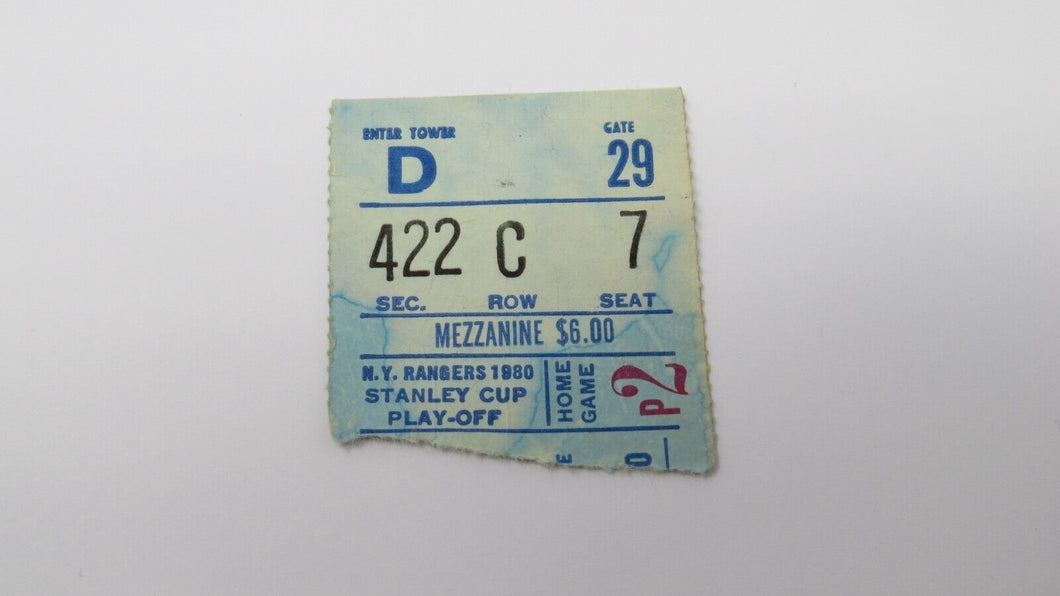 ENTER TOWER
D
GATE
29
422 C 7
SEC. ROW SEAT
MEZZANINE $6.00
N.Y. RANGERS 1980
STANLEY CUP
PLAY-OFF
HOME
GAME
P2